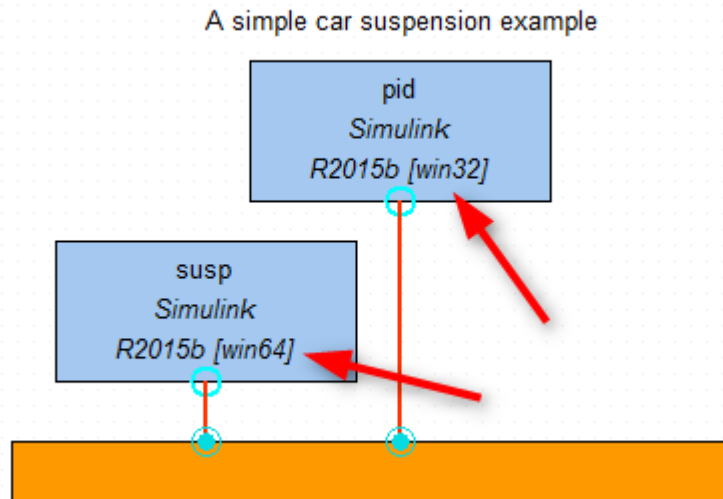 A simple car suspension example
pid
Simulink
R2015b [win32]
susp
Simulink
R2015b [win64]